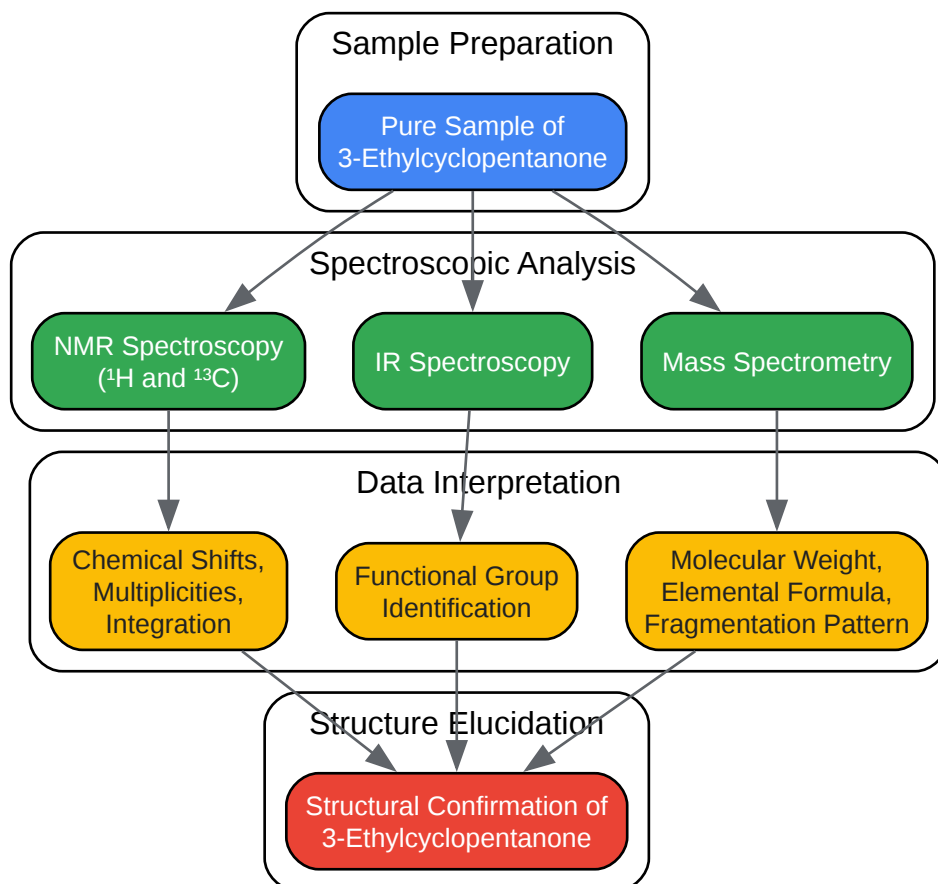 Sample Preparation
Pure Sample of
3-Ethylcyclopentanone
Spectroscopic Analysis
NMR Spectroscopy
(¹H and ¹³C)
IR Spectroscopy
Mass Spectrometry
Data Interpretation
Chemical Shifts,
Multiplicities,
Integration
Functional Group
Identification
Molecular Weight,
Elemental Formula,
Fragmentation Pattern
Structure Elucidation
Structural Confirmation of
3-Ethylcyclopentanone